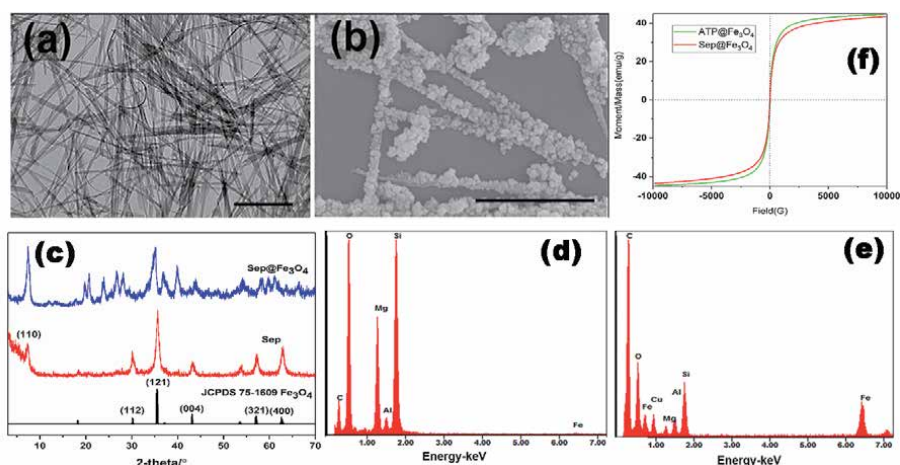 (a)
(b)
ATP@Fe₃O₄
Sep@Fe₃O₄
(f)
Moment/Mass(emu/g)
40
20
0
-20
-40
-10000 -5000 0 5000 10000
Field(G)
(c)
Sep@Fe₃O₄
(110)
Sep
(121)
JCPDS 75-1609 Fe₃O₄
(112) (004) (321) (400)
10 20 30 40 50 60 70
2-theta/°
(d)
O
Si
Mg
C
Al
Fe
1.00 2.00 3.00 4.00 5.00 6.00 7.00
Energy-keV
(e)
C
O
Fe
Cu
Mg
Al
Si
Fe
1.00 2.00 3.00 4.00 5.00 6.00 7.00
Energy-keV